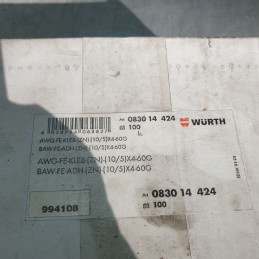 Art 0830 14 424
100
WÜRTH
AWG-FE-KLEB-(ZN)-(10/5)X4-60G
BAW-FE-ADH-(ZN)-(10/5)X4-60G
AWG-FE-KLEB-(ZN)-(10/5)X4-60G
BAW-FE-ADH-(ZN)-(10/5)X4-60G
Art 0830 14 424
100
994108